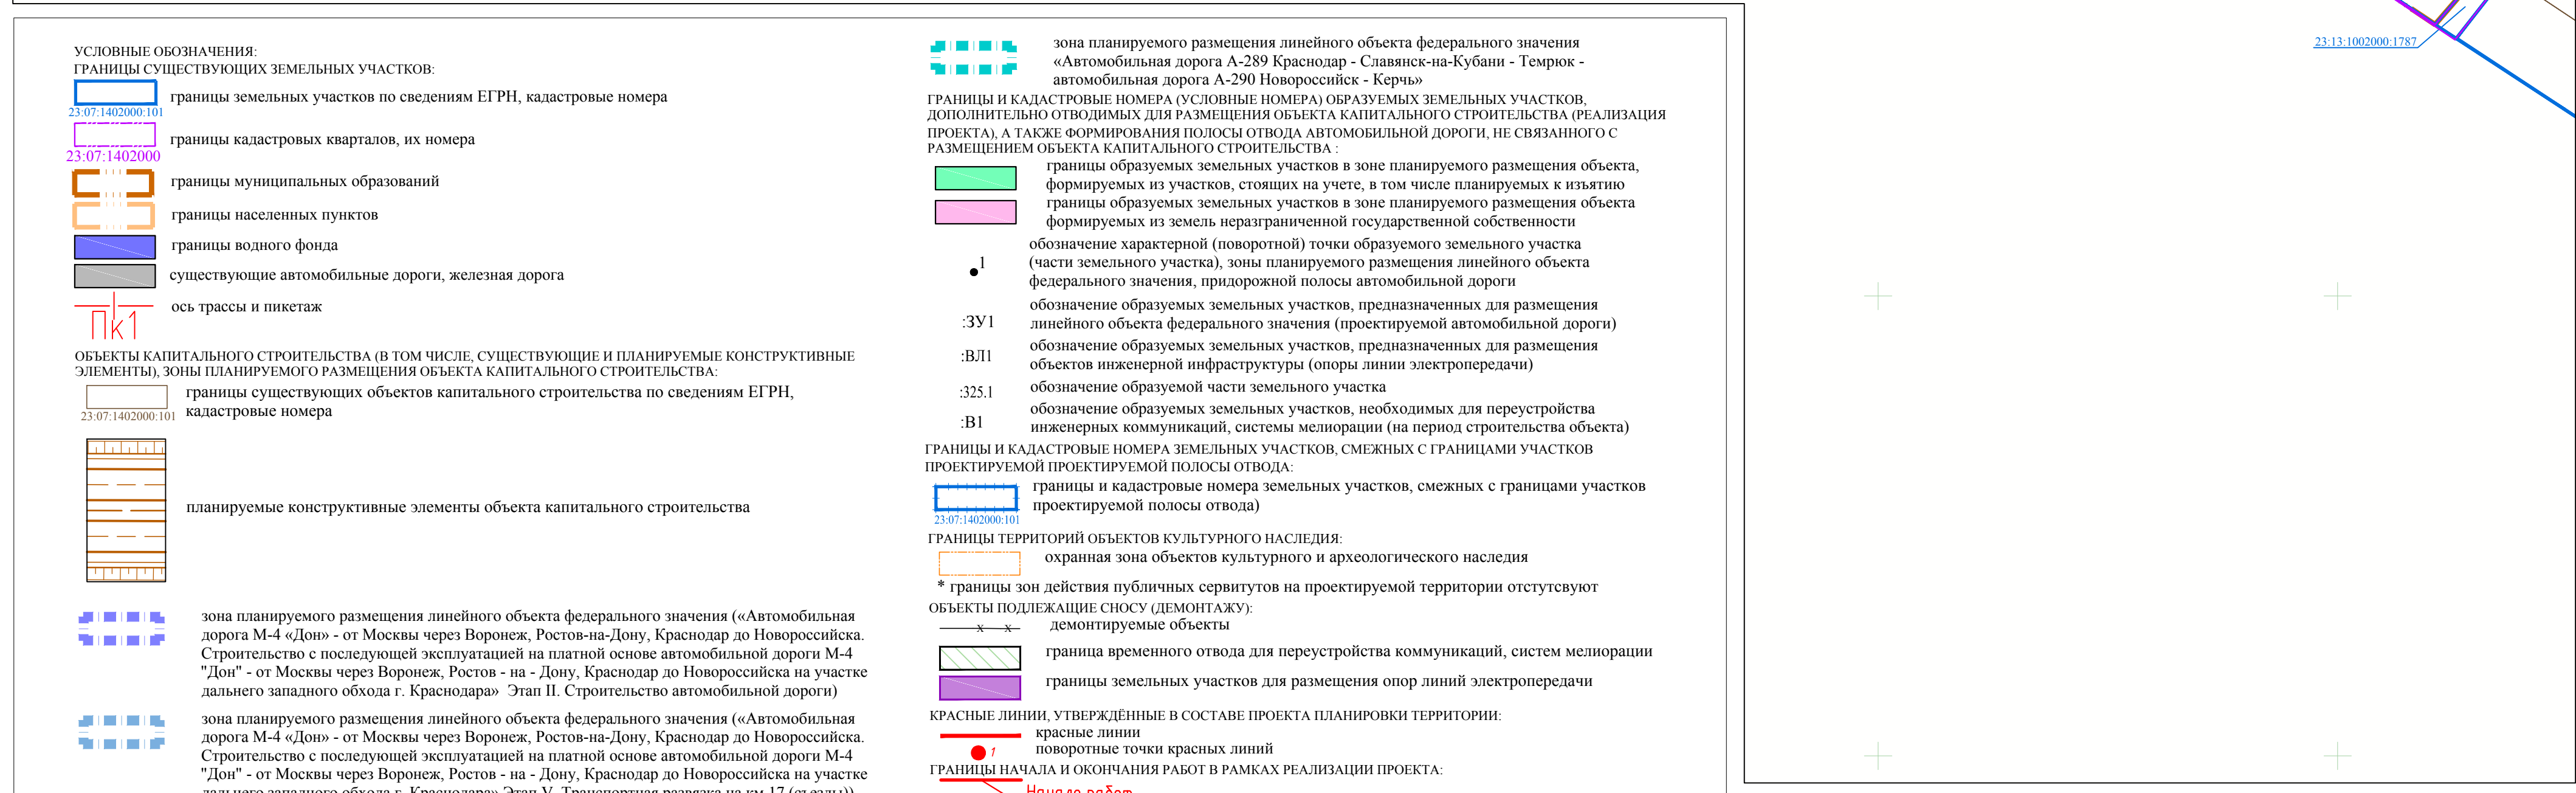 УСЛОВНЫЕ ОБОЗНАЧЕНИЯ:
ГРАНИЦЫ СУЩЕСТВУЮЩИХ ЗЕМЕЛЬНЫХ УЧАСТКОВ:
границы земельных участков по сведениям ЕГРН, кадастровые номера
23:07:1402000:101
границы кадастровых кварталов, их номера
23:07:1402000
границы муниципальных образований
границы населенных пунктов
границы водного фонда
существующие автомобильные дороги, железная дорога
ось трассы и пикетаж
Пк1
ОБЪЕКТЫ КАПИТАЛЬНОГО СТРОИТЕЛЬСТВА (В ТОМ ЧИСЛЕ, СУЩЕСТВУЮЩИЕ И ПЛАНИРУЕМЫЕ КОНСТРУКТИВНЫЕ
ЭЛЕМЕНТЫ), ЗОНЫ ПЛАНИРУЕМОГО РАЗМЕЩЕНИЯ ОБЪЕКТА КАПИТАЛЬНОГО СТРОИТЕЛЬСТВА:
границы существующих объектов капитального строительства по сведениям ЕГРН,
кадастровые номера
23:07:1402000:101
планируемые конструктивные элементы объекта капитального строительства
зона планируемого размещения линейного объекта федерального значения («Автомобильная
дорога М-4 «Дон» - от Москвы через Воронеж, Ростов-на-Дону, Краснодар до Новороссийска.
Строительство с последующей эксплуатацией на платной основе автомобильной дороги М-4
"Дон" - от Москвы через Воронеж, Ростов - на - Дону, Краснодар до Новороссийска на участке
дальнего западного обхода г. Краснодара» Этап II. Строительство автомобильной дороги)
зона планируемого размещения линейного объекта федерального значения («Автомобильная
дорога М-4 «Дон» - от Москвы через Воронеж, Ростов-на-Дону, Краснодар до Новороссийска.
Строительство с последующей эксплуатацией на платной основе автомобильной дороги М-4
"Дон" - от Москвы через Воронеж, Ростов - на - Дону, Краснодар до Новороссийска на участке
дальнего западного обхода г. Краснодара» Этап V. Транспортная развязка на км 17 (съезды))
зона планируемого размещения линейного объекта федерального значения
«Автомобильная дорога А-289 Краснодар - Славянск-на-Кубани - Темрюк -
автомобильная дорога А-290 Новороссийск - Керчь»
ГРАНИЦЫ И КАДАСТРОВЫЕ НОМЕРА (УСЛОВНЫЕ НОМЕРА) ОБРАЗУЕМЫХ ЗЕМЕЛЬНЫХ УЧАСТКОВ,
ДОПОЛНИТЕЛЬНО ОТВОДИМЫХ ДЛЯ РАЗМЕЩЕНИЯ ОБЪЕКТА КАПИТАЛЬНОГО СТРОИТЕЛЬСТВА (РЕАЛИЗАЦИЯ
ПРОЕКТА), А ТАКЖЕ ФОРМИРОВАНИЯ ПОЛОСЫ ОТВОДА АВТОМОБИЛЬНОЙ ДОРОГИ, НЕ СВЯЗАННОГО С
РАЗМЕЩЕНИЕМ ОБЪЕКТА КАПИТАЛЬНОГО СТРОИТЕЛЬСТВА :
границы образуемых земельных участков в зоне планируемого размещения объекта,
формируемых из участков, стоящих на учете, в том числе планируемых к изъятию
границы образуемых земельных участков в зоне планируемого размещения объекта
формируемых из земель неразграниченной государственной собственности
1
обозначение характерной (поворотной) точки образуемого земельного участка
(части земельного участка), зоны планируемого размещения линейного объекта
федерального значения, придорожной полосы автомобильной дороги
:ЗУ1
обозначение образуемых земельных участков, предназначенных для размещения
линейного объекта федерального значения (проектируемой автомобильной дороги)
:ВЛ1
обозначение образуемых земельных участков, предназначенных для размещения
объектов инженерной инфраструктуры (опоры линии электропередачи)
:325.1
обозначение образуемой части земельного участка
:В1
обозначение образуемых земельных участков, необходимых для переустройства
инженерных коммуникаций, системы мелиорации (на период строительства объекта)
ГРАНИЦЫ И КАДАСТРОВЫЕ НОМЕРА ЗЕМЕЛЬНЫХ УЧАСТКОВ, СМЕЖНЫХ С ГРАНИЦАМИ УЧАСТКОВ
ПРОЕКТИРУЕМОЙ ПРОЕКТИРУЕМОЙ ПОЛОСЫ ОТВОДА:
границы и кадастровые номера земельных участков, смежных с границами участков
проектируемой полосы отвода)
23:07:1402000:101
ГРАНИЦЫ ТЕРРИТОРИЙ ОБЪЕКТОВ КУЛЬТУРНОГО НАСЛЕДИЯ:
охранная зона объектов культурного и археологического наследия
* границы зон действия публичных сервитутов на проектируемой территории отстутсвуют
ОБЪЕКТЫ ПОДЛЕЖАЩИЕ СНОСУ (ДЕМОНТАЖУ):
х х
демонтируемые объекты
граница временного отвода для переустройства коммуникаций, систем мелиорации
границы земельных участков для размещения опор линий электропередачи
КРАСНЫЕ ЛИНИИ, УТВЕРЖДЁННЫЕ В СОСТАВЕ ПРОЕКТА ПЛАНИРОВКИ ТЕРРИТОРИИ:
красные линии
1
поворотные точки красных линий
ГРАНИЦЫ НАЧАЛА И ОКОНЧАНИЯ РАБОТ В РАМКАХ РЕАЛИЗАЦИИ ПРОЕКТА:
Начало работ
23:13:1002000:1787